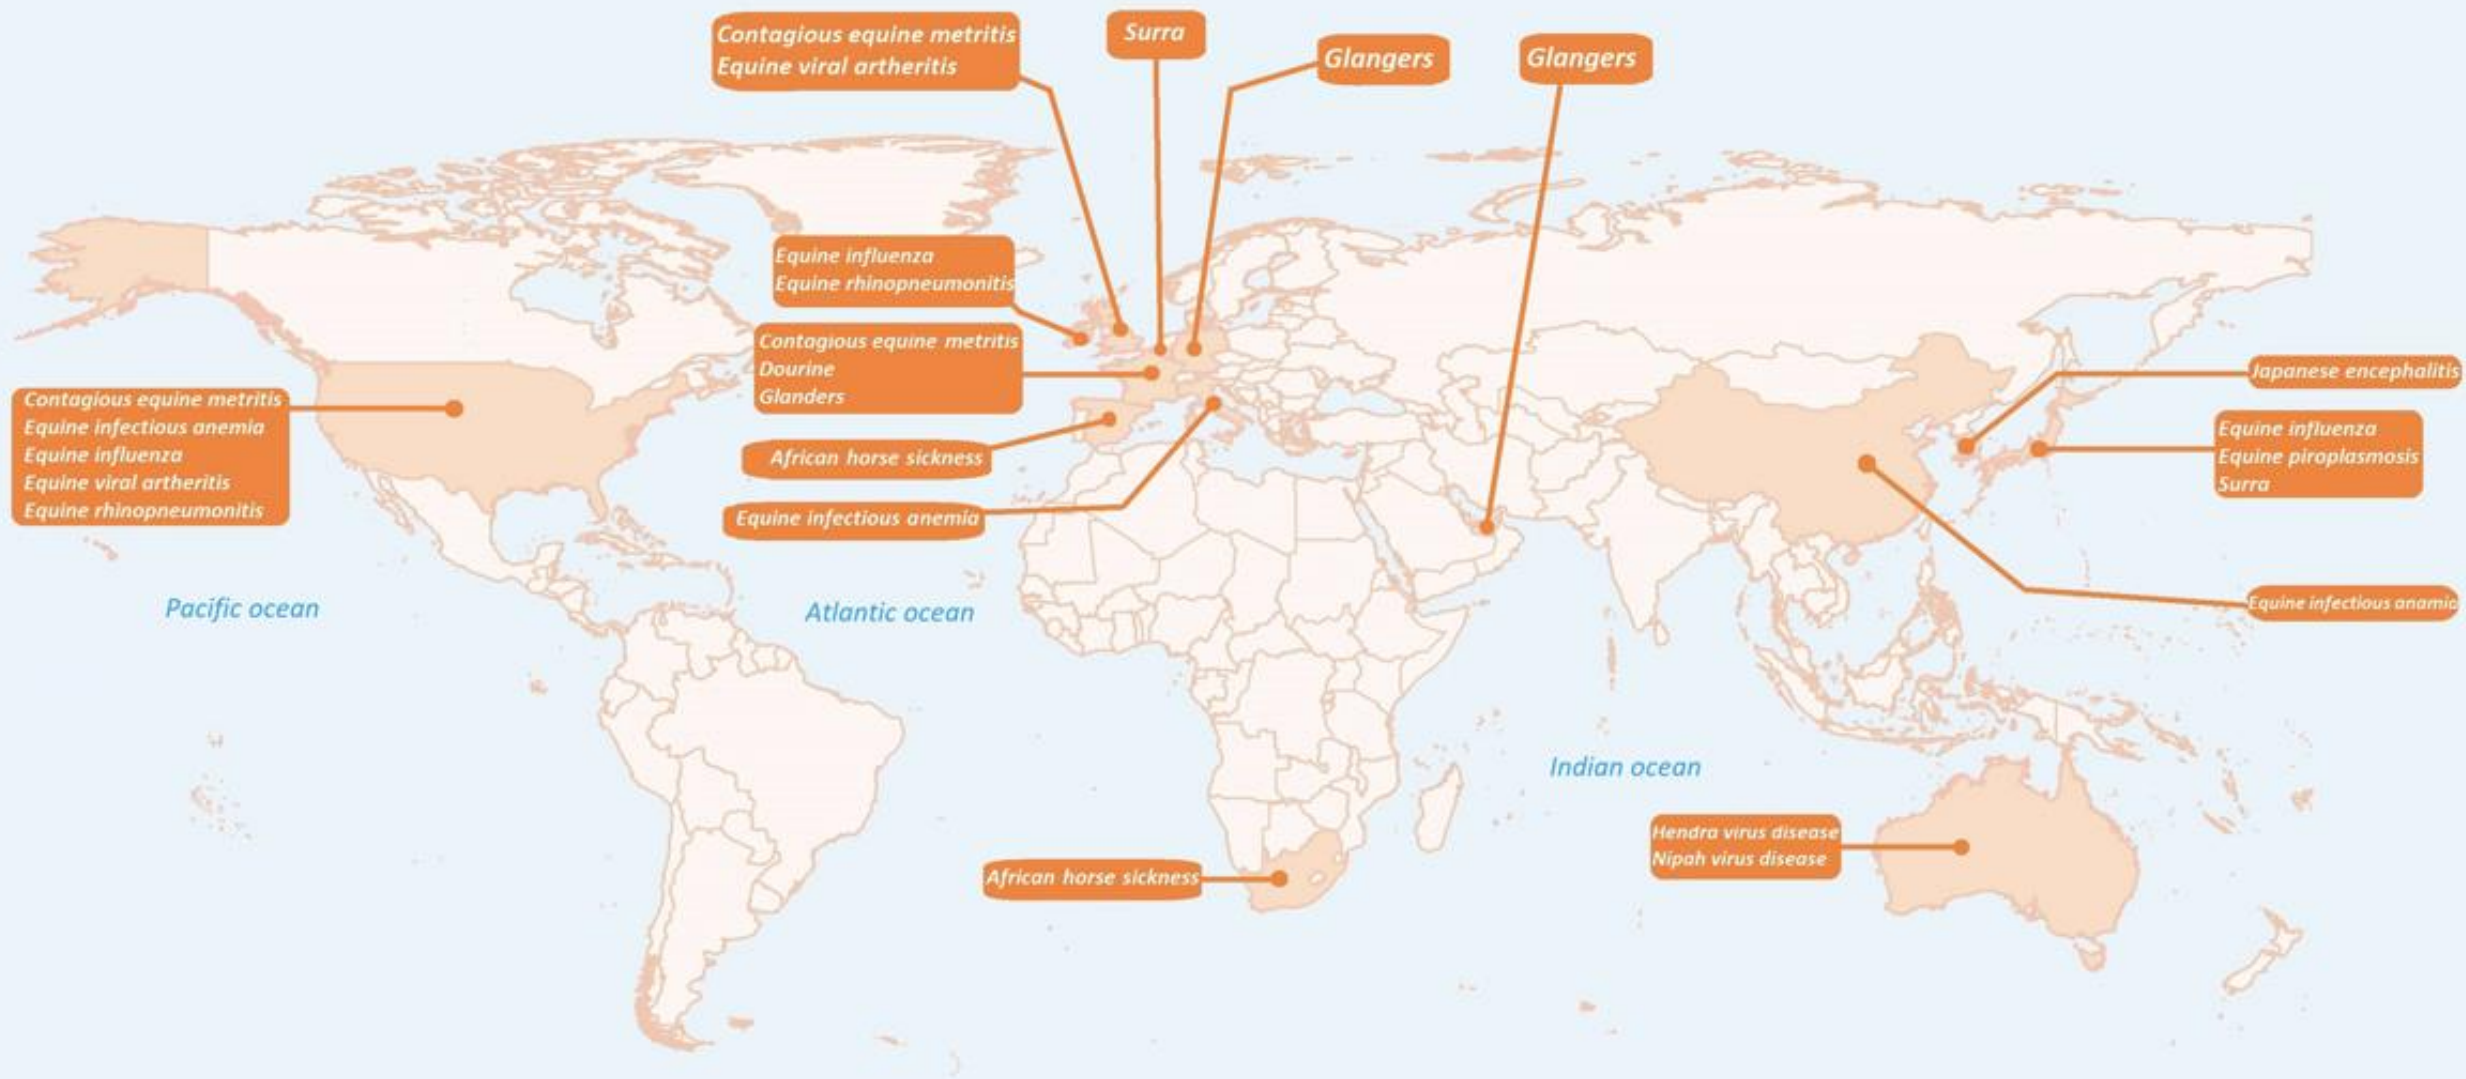 Contagious equine metritis
Equine viral artheritis
Surra
Glangers
Glangers
Equine influenza
Equine rhinopneumonitis
Contagious equine metritis
Dourine
Glanders
African horse sickness
Equine infectious anemia
Contagious equine metritis
Equine infectious anemia
Equine influenza
Equine viral artheritis
Equine rhinopneumonitis
Japanese encephalitis
Equine influenza
Equine piroplasmosis
Surra
Equine infectious anamia
Pacific ocean
Atlantic ocean
Indian ocean
African horse sickness
Hendra virus disease
Nipah virus disease